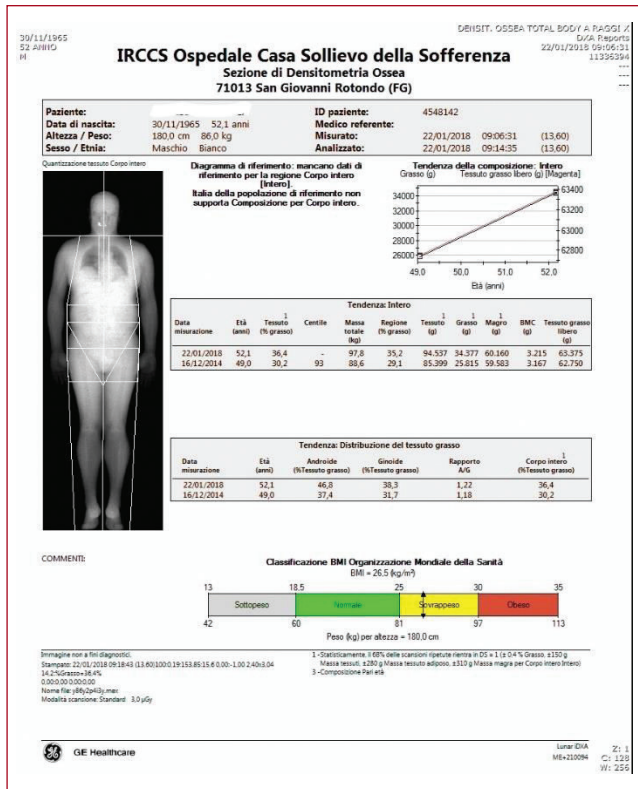 30/11/1965
52 ANNO
M
DENSIT. OSSEA TOTAL BODY A RAGGI X
DXA Reports
22/01/2018 09:06:31
11336394
---
---
---
IRCCS Ospedale Casa Sollievo della Sofferenza
Sezione di Densitometria Ossea
71013 San Giovanni Rotondo (FG)
Paziente: ID paziente: 4548142
Data di nascita: 30/11/1965 52,1 anni Medico referente:
Altezza / Peso: 180,0 cm 86,0 kg Misurato: 22/01/2018 09:06:31 (13,60)
Sesso / Etnia: Maschio Bianco Analizzato: 22/01/2018 09:14:35 (13,60)
Quantizzazione tessuto Corpo intero
Diagramma di riferimento: mancano dati di
riferimento per la regione Corpo intero
[Intero].
Italia della popolazione di riferimento non
supporta Composizione per Corpo intero.
Tendenza della composizione: Intero
Grasso (g) Tessuto grasso libero (g) [Magenta]
34000 63400
32000 63200
30000 63000
28000 62800
26000
49.0 50.0 51.0 52.0
Età (anni)
Tendenza: Intero
Data misurazione Età (anni) 1 Tessuto (% grasso) Centile Massa totale (kg) Regione (% grasso) 1 Tessuto (g) 1 Grasso (g) 1 Magro (g) BMC (g) Tessuto grasso libero (g)
22/01/2018 52,1 36,4 - 97,8 35,2 94.537 34.377 60.160 3.215 63.375
16/12/2014 49,0 30,2 93 88,6 29,1 85.399 25.815 59.583 3.167 62.750
Tendenza: Distribuzione del tessuto grasso
Data misurazione Età (anni) Androide (%Tessuto grasso) Ginoide (%Tessuto grasso) Rapporto A/G 1 Corpo intero (%Tessuto grasso)
22/01/2018 52,1 46,8 38,3 1,22 36,4
16/12/2014 49,0 37,4 31,7 1,18 30,2
COMMENTI:
Classificazione BMI Organizzazione Mondiale della Sanità
BMI = 26,5 (kg/m²)
13 18.5 25 30 35
Sottopeso Normale Sovrappeso Obeso
42 60 81 97 113
Peso (kg) per altezza = 180,0 cm
Immagine non a fini diagnostici.
Stampato: 22/01/2018 09:18:43 (13.60)100:0,19:153.85:15.6 0,00:-1,00 2,40x3,04
14.2:%Grasso=36,4%
0.00:0.00 0,00:0,00
Nome file: y86y2p4i3y.mex
Modalità scansione: Standard 3,0 µGy
1 -Statisticamente, il 68% delle scansioni ripetute rientra in DS = 1 (± 0.4 % Grasso, ±150 g
Massa tessuti, ±280 g Massa tessuto adiposo, ±310 g Massa magra per Corpo intero Intero)
3 -Composizione Pari età
GE Healthcare
Lunar iDXA
ME+210094
Z: 1
C: 128
W: 256